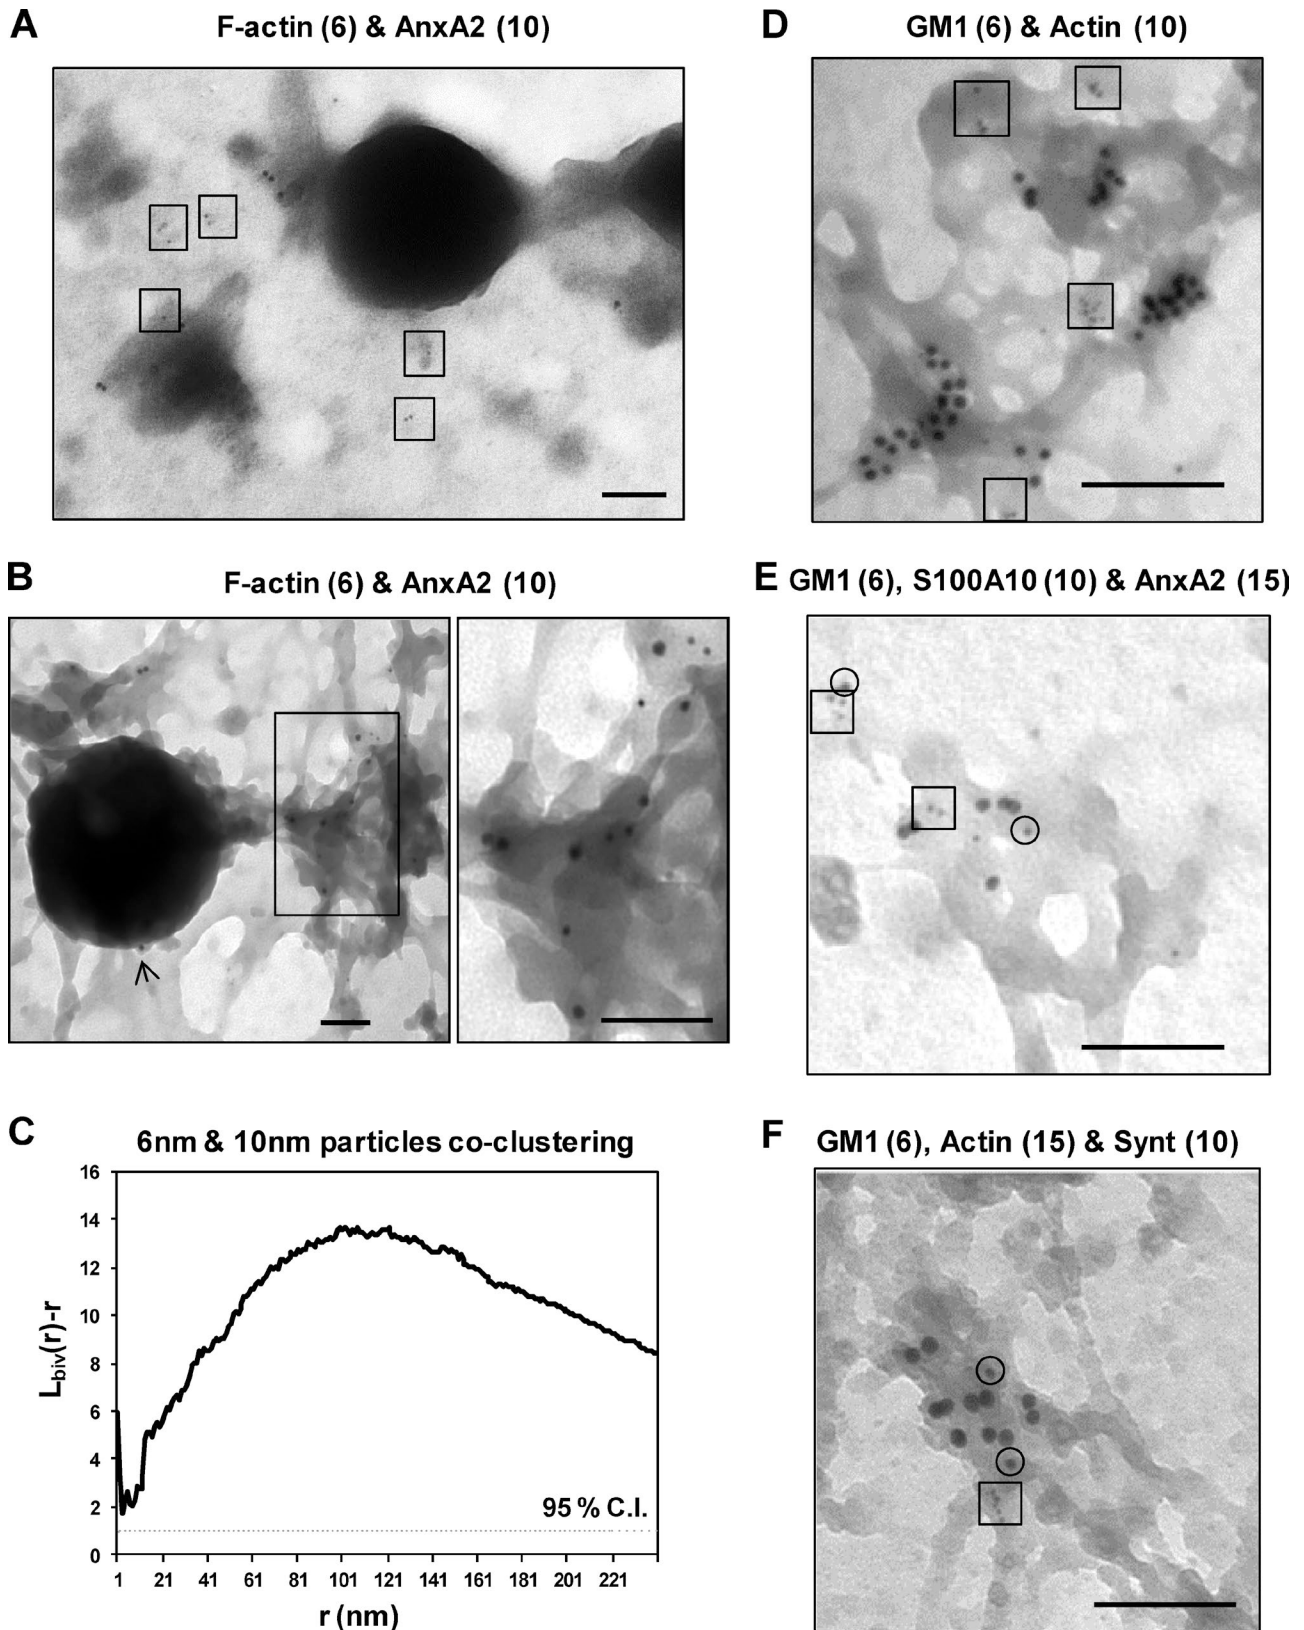 A
F-actin (6) & AnxA2 (10)
B
F-actin (6) & AnxA2 (10)
C
6nm & 10nm particles co-clustering
16
14
12
10
8
6
4
2
0
Lbiv(r)-r
95 % C.I.
1 21 41 61 81 101 121 141 161 181 201 221
r (nm)
D
GM1 (6) & Actin (10)
E
GM1 (6), S100A10 (10) & AnxA2 (15)
F
GM1 (6), Actin (15) & Synt (10)